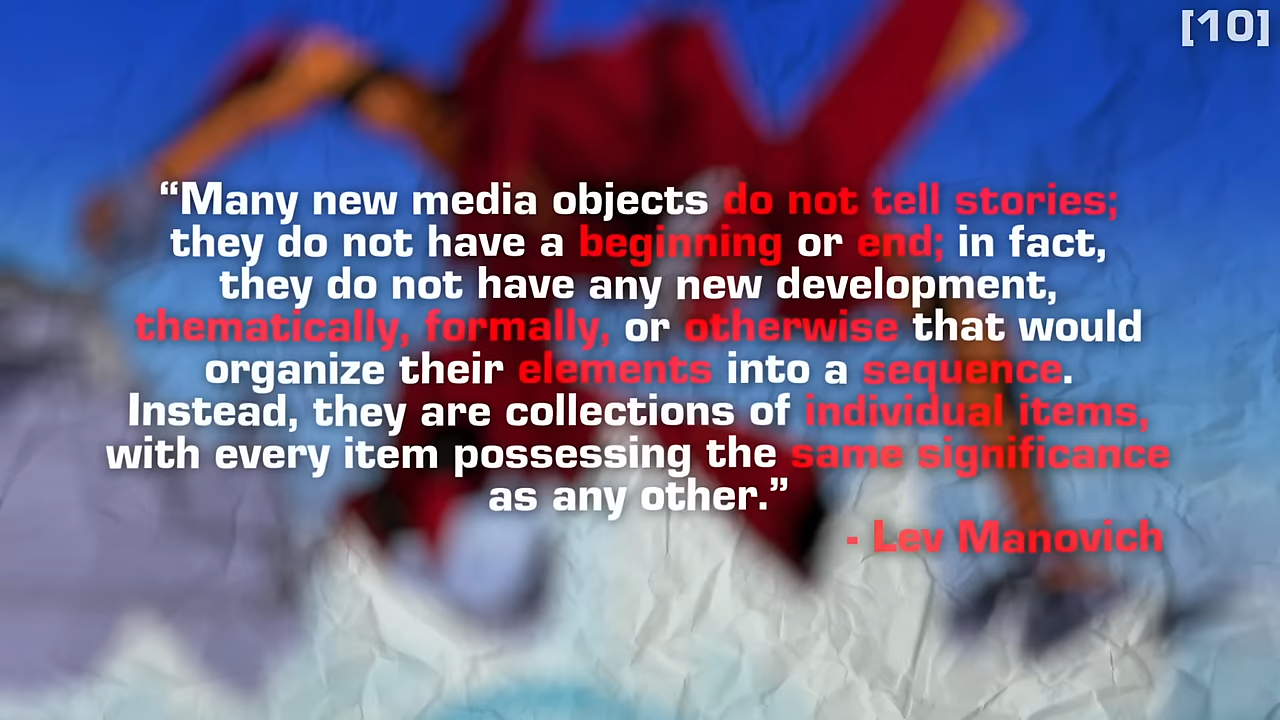 [10]
“Many new media objects do not tell stories;
they do not have a beginning or end; in fact,
they do not have any new development,
thematically, formally, or otherwise that would
organize their elements into a sequence.
Instead, they are collections of individual items,
with every item possessing the same significance
as any other.”
- Lev Manovich